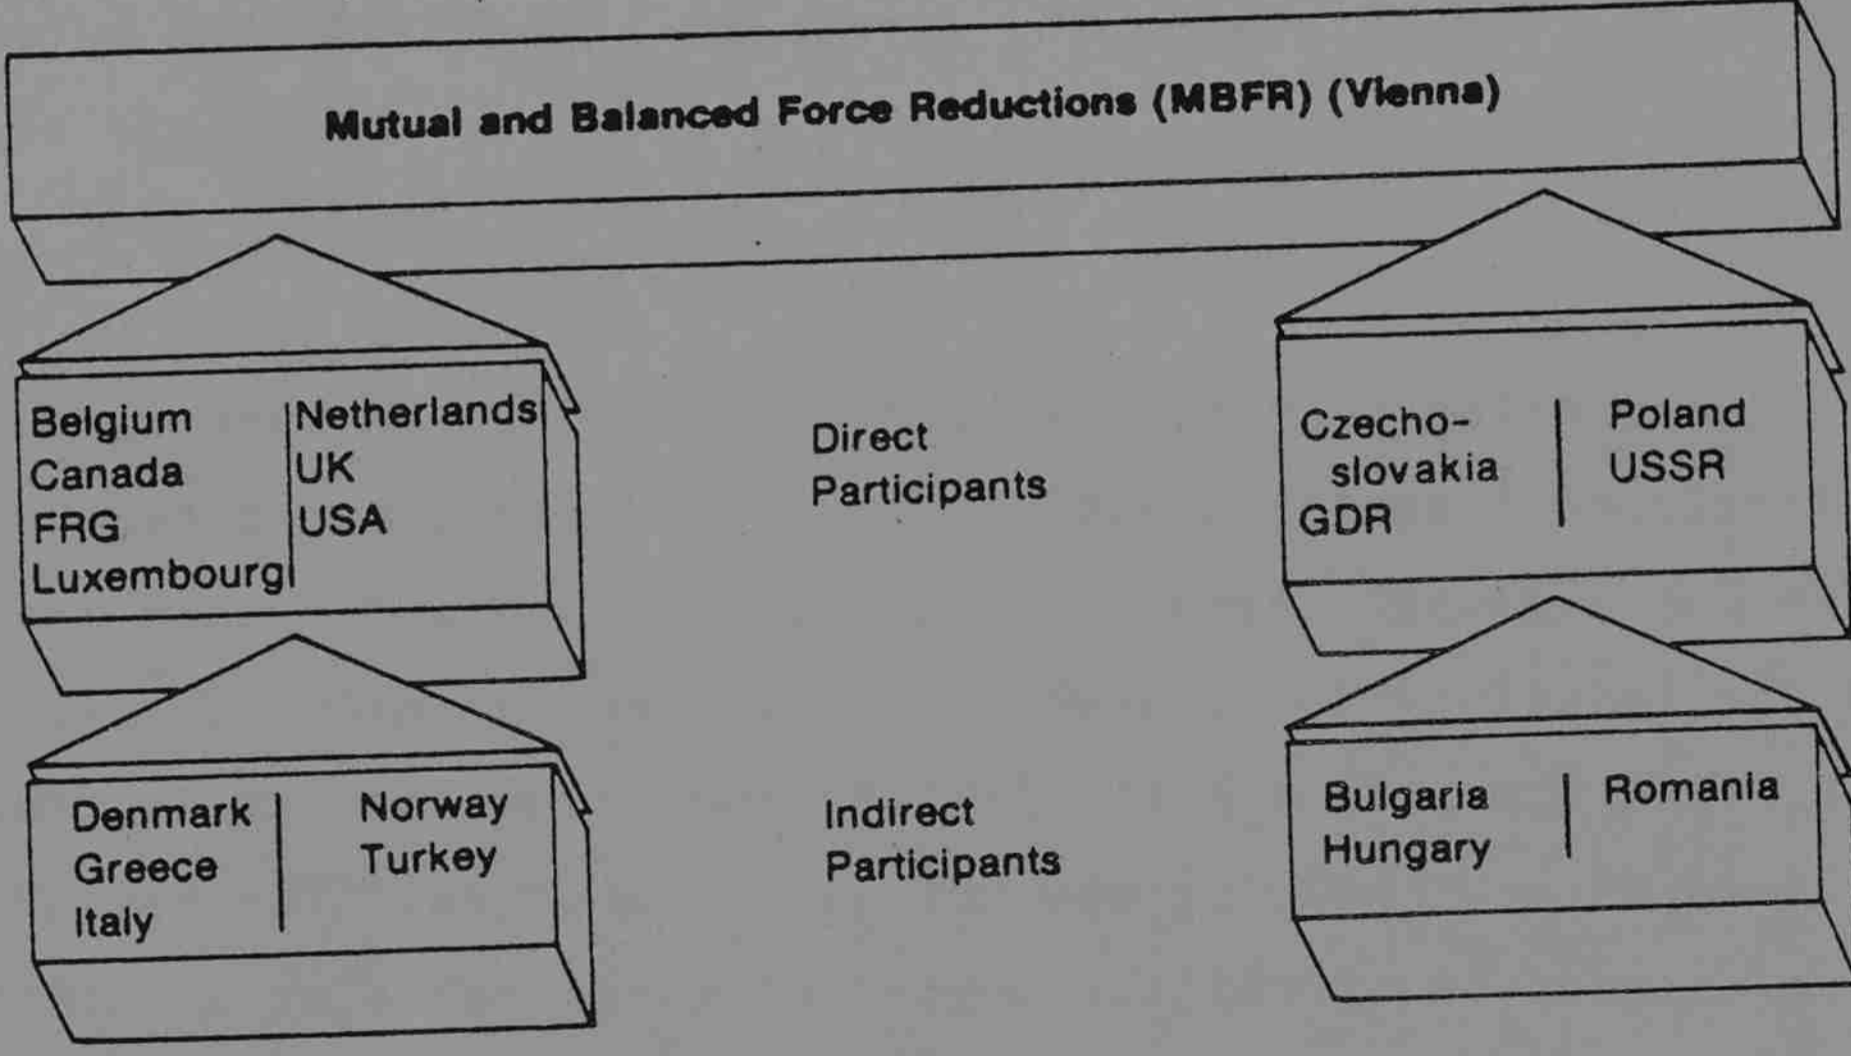 Mutual and Balanced Force Reductions (MBFR) (Vienna)
Belgium
Canada
FRG
Luxembourg
Netherlands
UK
USA
Direct
Participants
Czecho-
slovakia
GDR
Poland
USSR
Denmark
Greece
Italy
Norway
Turkey
Indirect
Participants
Bulgaria
Hungary
Romania